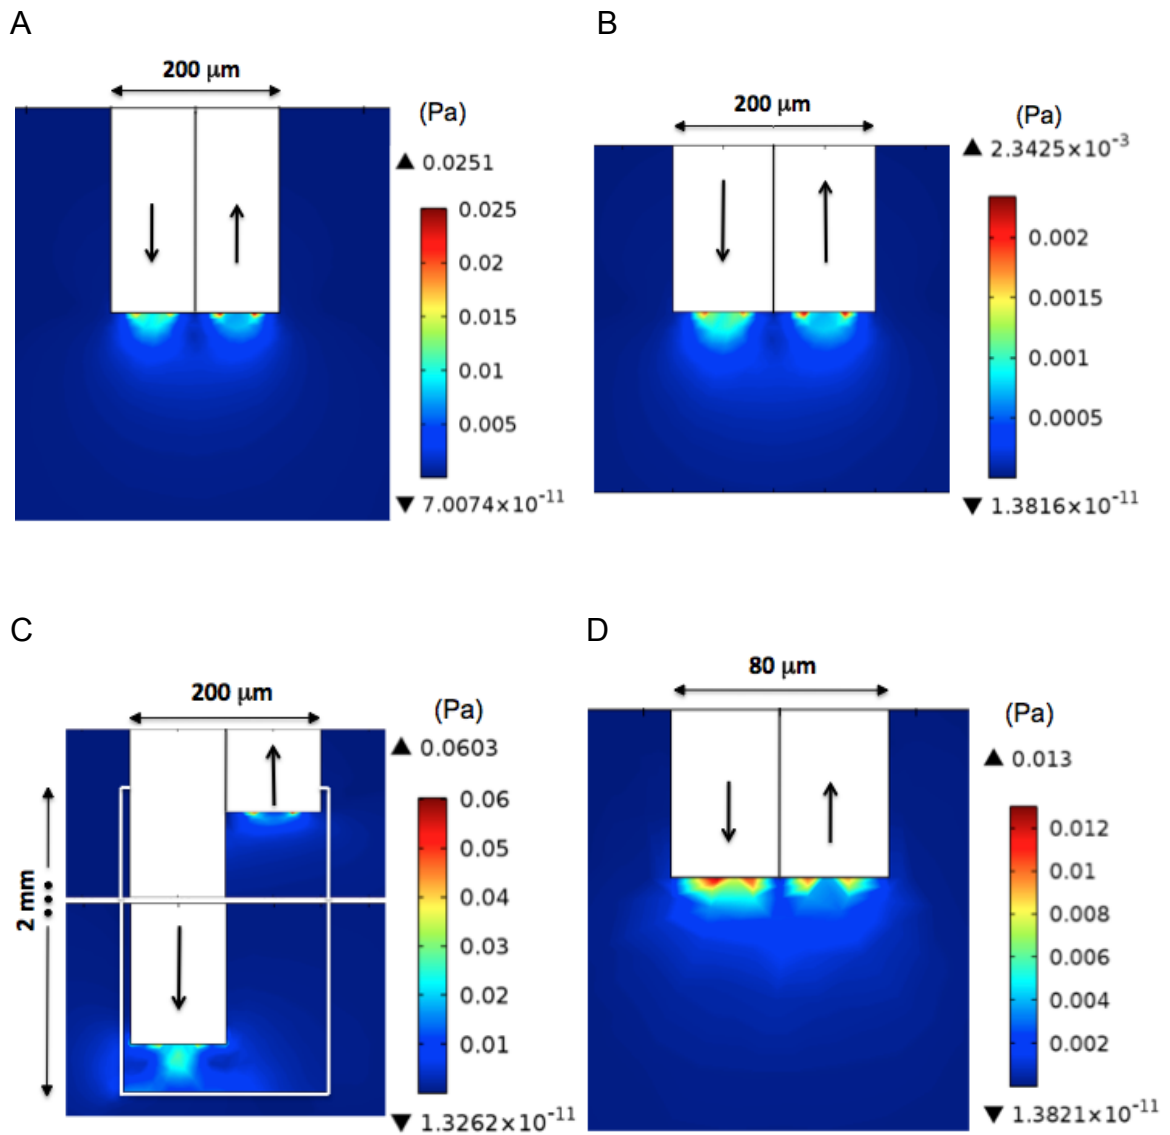 A
B
200 μm
(Pa)
▲ 0.0251
0.025
0.02
0.015
0.01
0.005
▼ 7.0074×10⁻¹¹
200 μm
(Pa)
▲ 2.3425×10⁻³
0.002
0.0015
0.001
0.0005
▼ 1.3816×10⁻¹¹
C
D
200 μm
(Pa)
▲ 0.0603
0.06
0.05
0.04
0.03
0.02
0.01
▼ 1.3262×10⁻¹¹
2 mm
80 μm
(Pa)
▲ 0.013
0.012
0.01
0.008
0.006
0.004
0.002
▼ 1.3821×10⁻¹¹